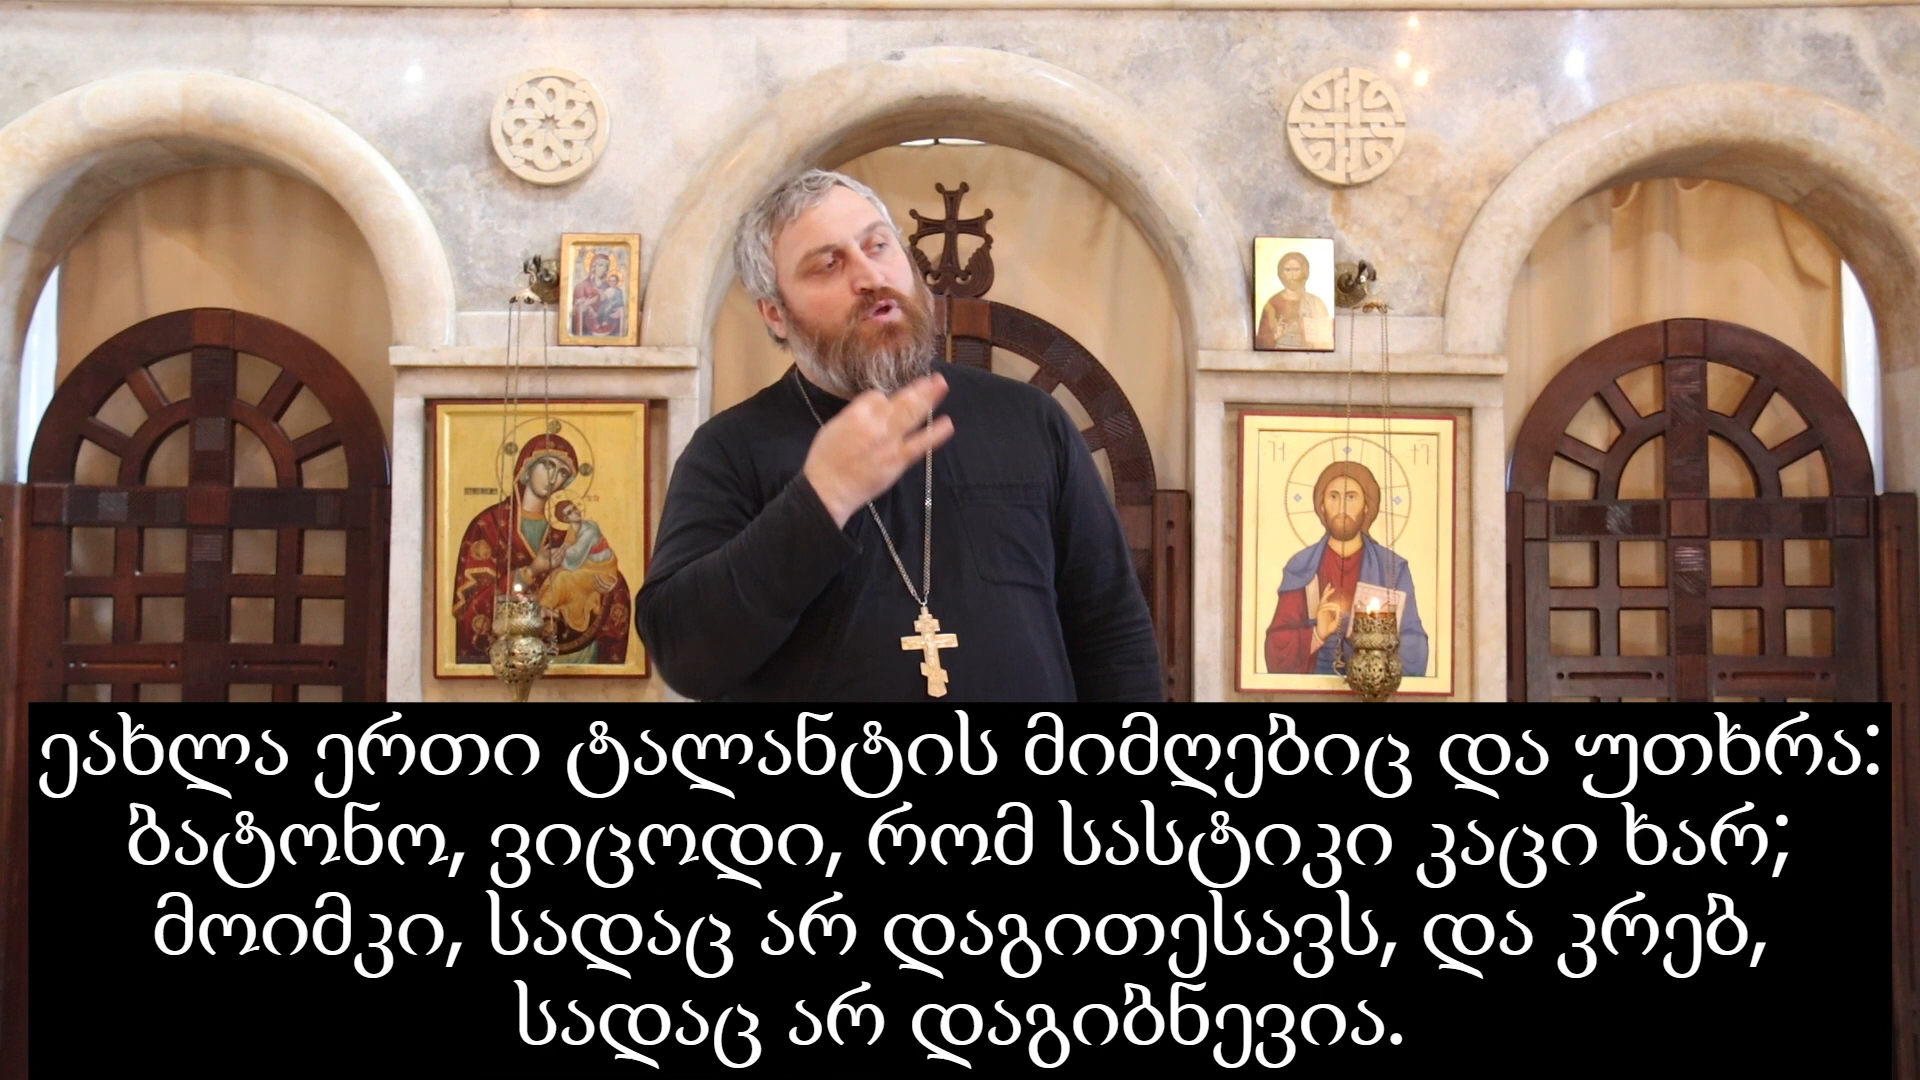 ეახლა ერთი ტალანტის მიმღებიც და უთხრა:
ბატონო, ვიცოდი, რომ სასტიკი კაცი ხარ;
მოიმკი, სადაც არ დაგითესავს, და კრებ,
სადაც არ დაგიბნევია.